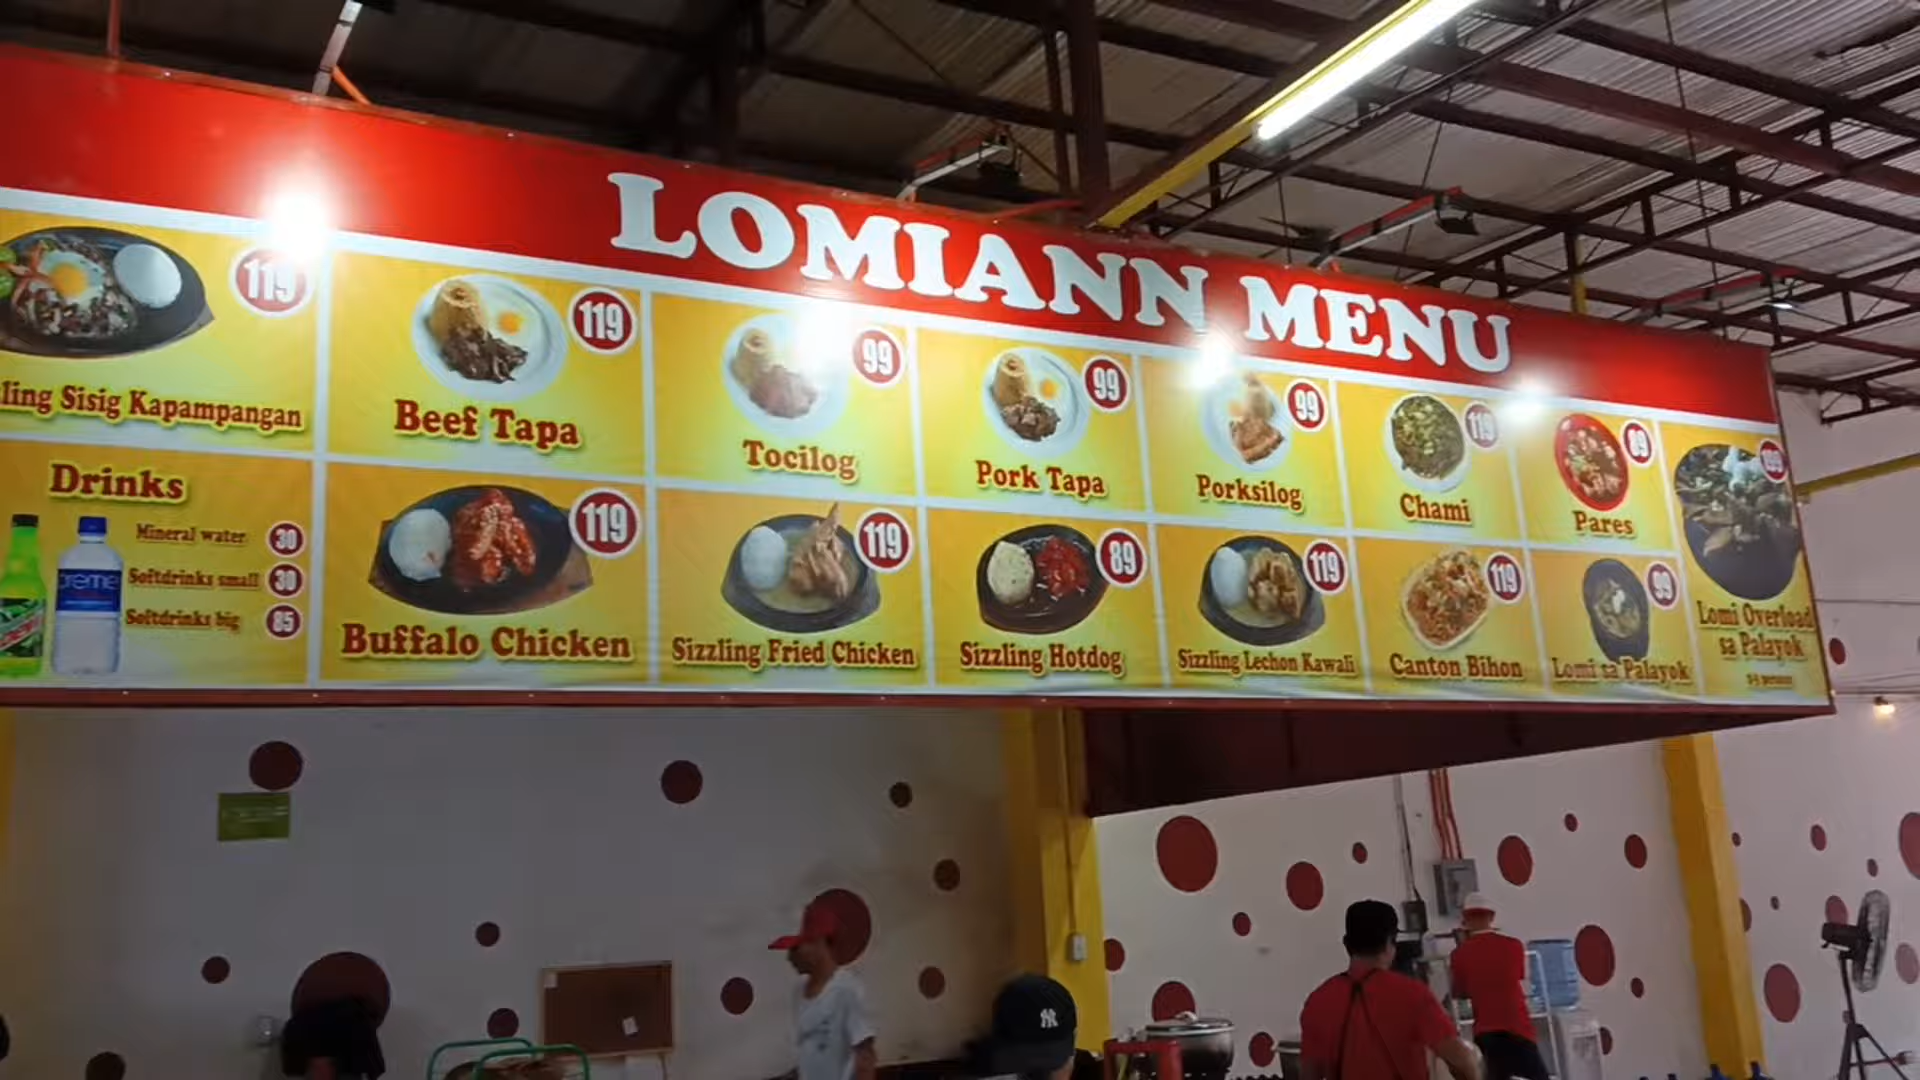 LOMIANN MENU
119
ling Sisig Kapampangan
119
Beef Tapa
99
Tocilog
99
Pork Tapa
99
Porksilog
119
Chami
89
Pares
Lomi Overload
sa Palayok
Drinks
Mineral water 30
Softdrinks small 30
Softdrinks big 85
119
Buffalo Chicken
119
Sizzling Fried Chicken
89
Sizzling Hotdog
119
Sizzling Lechon Kawali
119
Canton Bihon
99
Lomi sa Palayok
NY